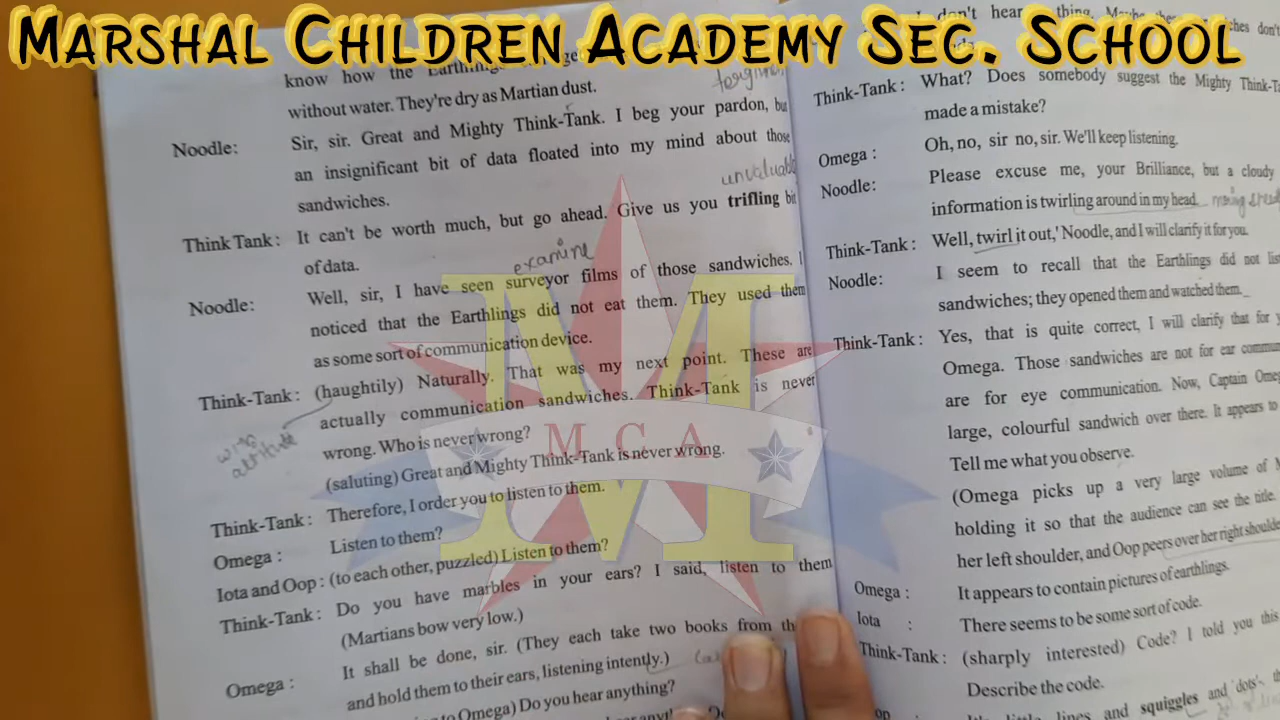 MARSHAL CHILDREN ACADEMY SEC. SCHOOL
know how the Earthlings
without water. They're dry as Martian dust.
forgive
Noodle: Sir, sir. Great and Mighty Think-Tank. I beg your pardon, but
an insignificant bit of data floated into my mind about those
sandwiches.
unvaluable
Think Tank: It can't be worth much, but go ahead. Give us you trifling bit
of data.
examine
Noodle: Well, sir, I have seen surveyor films of those sandwiches. I
noticed that the Earthlings did not eat them. They used them
as some sort of communication device.
Think-Tank: (haughtily) Naturally. That was my next point. These are
actually communication sandwiches. Think-Tank is never
with
attitude
wrong. Who is never wrong?
(saluting) Great and Mighty Think-Tank is never wrong.
Think-Tank: Therefore, I order you to listen to them.
Omega: Listen to them?
Iota and Oop: (to each other, puzzled) Listen to them?
Think-Tank: Do you have marbles in your ears? I said, listen to them
(Martians bow very low.)
Omega: It shall be done, sir. (They each take two books from the
and hold them to their ears, listening intently.)
to Omega) Do you hear anything?
MCA
don't hear thing. Maybe
don't
Think-Tank: What? Does somebody suggest the Mighty
made a mistake?
Omega: Oh, no, sir no, sir. We'll keep listening.
Noodle: Please excuse me, your Brilliance, but a cloudy
information is twirling around in my head.
Think-Tank: Well, twirl it out,' Noodle, and I will clarify it for you.
Noodle: I seem to recall that the Earthlings did not
sandwiches; they opened them and watched them.
Think-Tank: Yes, that is quite correct, I will clarify that for
Omega. Those sandwiches are not for ear
are for eye communication. Now, Captain
large, colourful sandwich over there. It appears to
Tell me what you observe.
(Omega picks up a very large volume of
holding it so that the audience can see the title.
her left shoulder, and Oop peers over her right
Omega: It appears to contain pictures of earthlings.
Iota: There seems to be some sort of code.
Think-Tank: (sharply interested) Code? I told you this
Describe the code.
little lines and squiggles and 'dots'